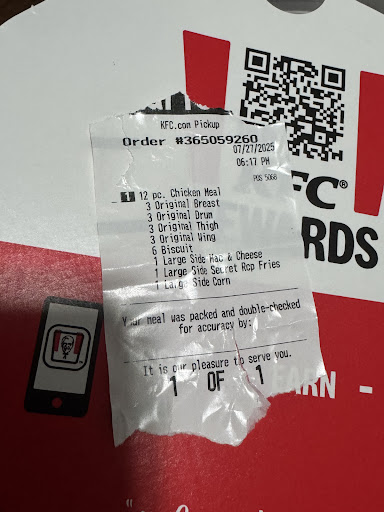 KFC.com Pickup
Order #365059260
07/27/2025
06:17 PM
POS 5068
1 12 pc. Chicken Meal
3 Original Breast
3 Original Drum
3 Original Thigh
3 Original Wing
6 Biscuit
1 Large Side Mac & Cheese
1 Large Side Secret Rcp Fries
1 Large Side Corn
Your meal was packed and double-checked
for accuracy by:
It is our pleasure to serve you.
1 OF 1
FC®
RDS
EARN -
KFC